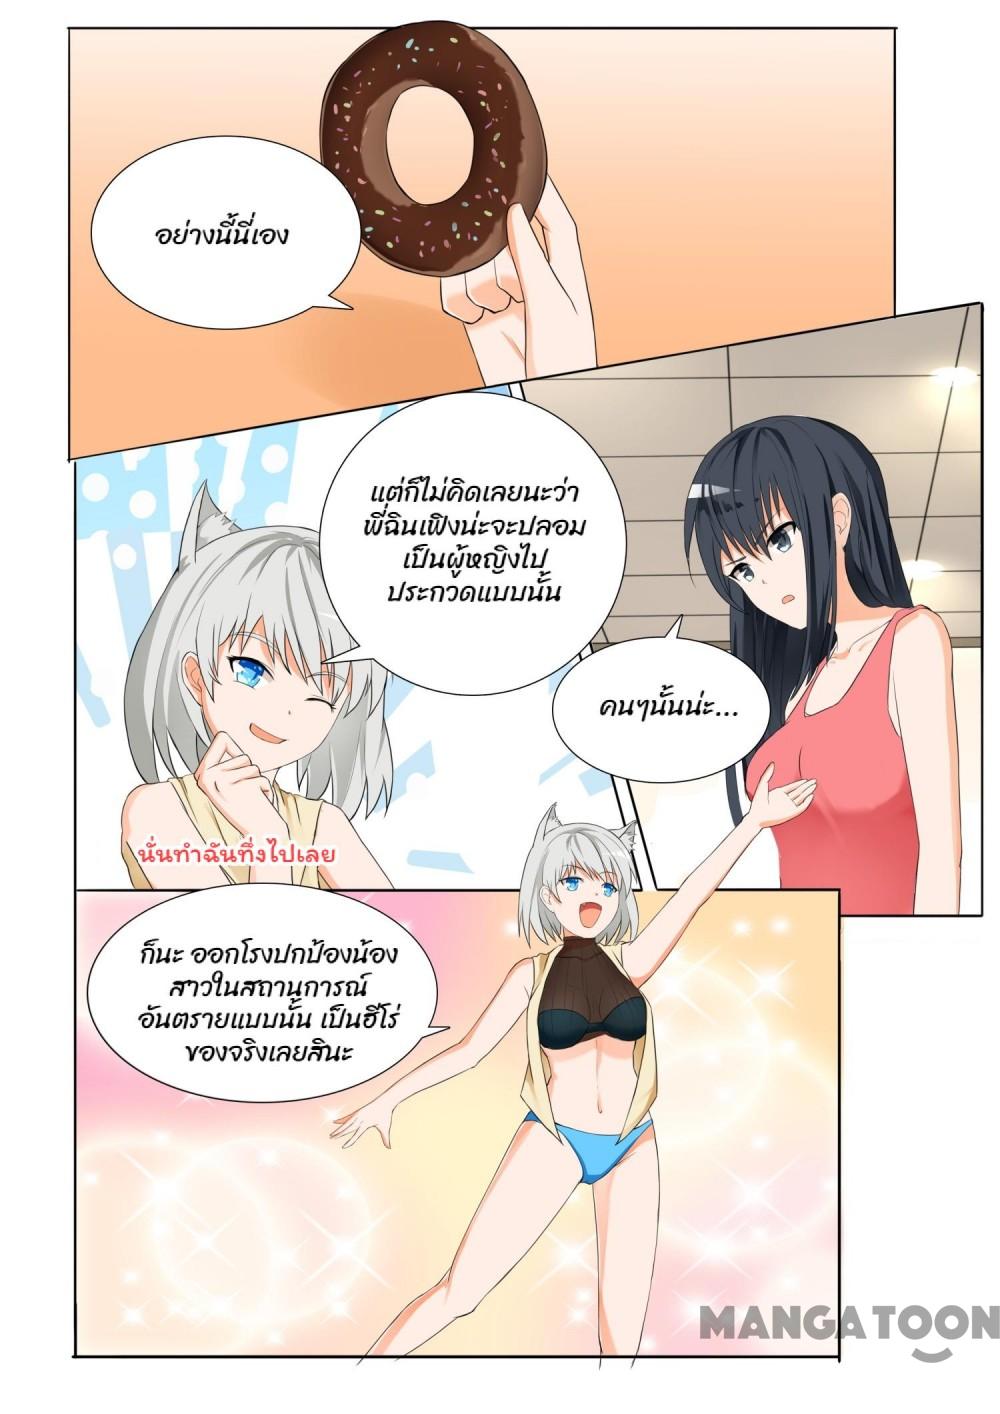 อย่างนี้นี่เอง
แต่ก็ไม่คิดเลยนะว่า
พี่ฉินเฟิงน่ะจะปลอม
เป็นผู้หญิงไป
ประกวดแบบนั้น
คนๆนั้นน่ะ...
นั่นทำฉันทึ่งไปเลย
ก็นะ ออกโรงปกป้องน้อง
สาวในสถานการณ์
อันตรายแบบนั้น เป็นฮีโร่
ของจริงเลยสินะ
MANGATOON